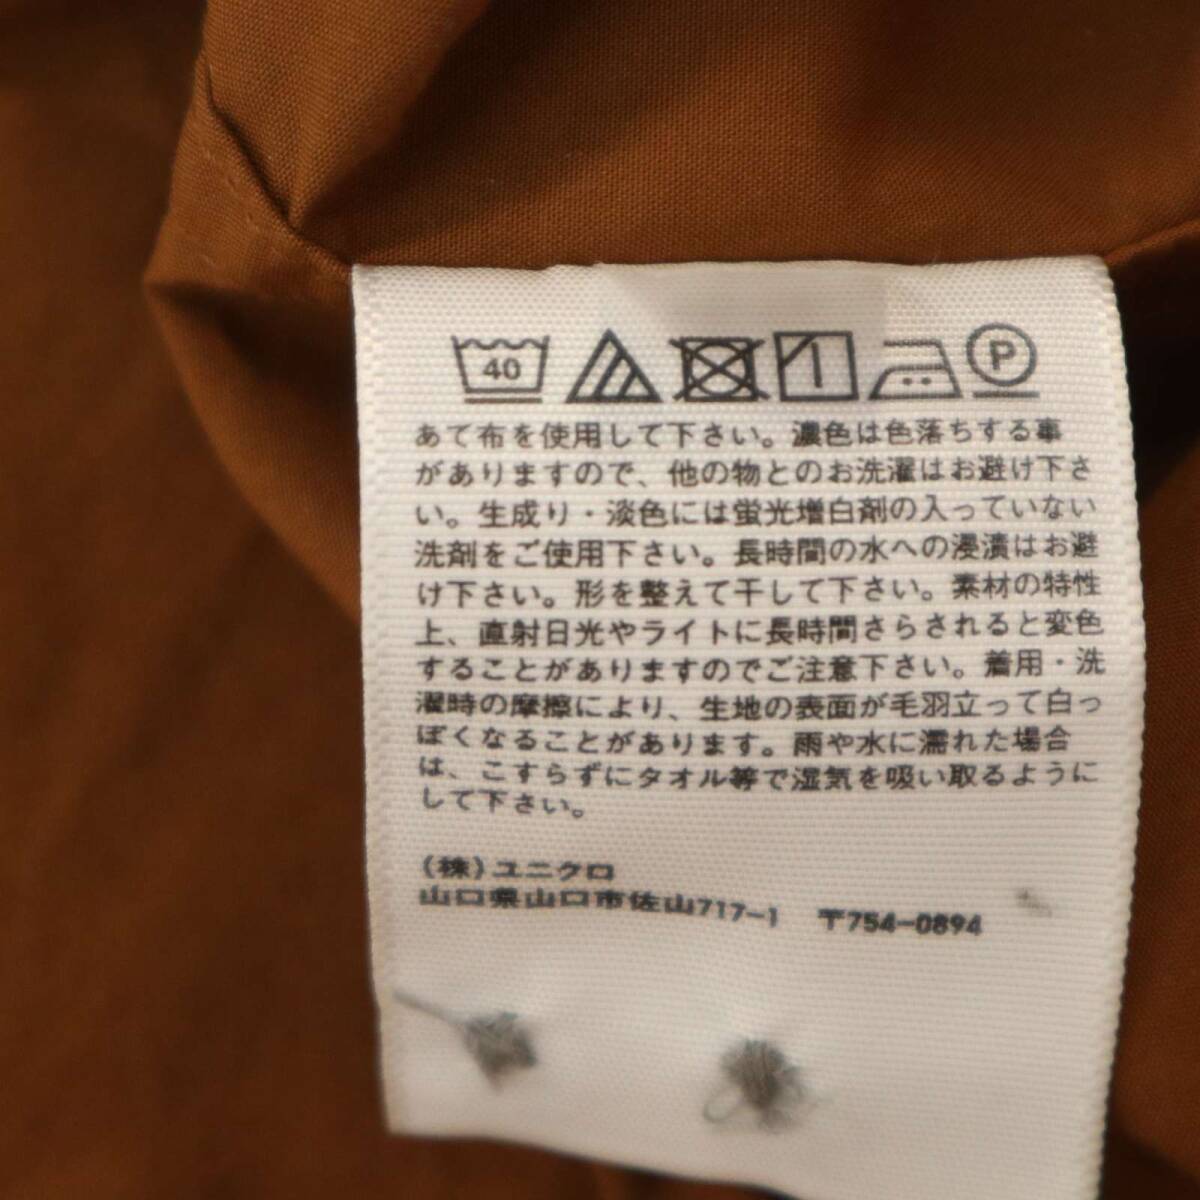 40 P
あて布を使用して下さい。濃色は色落ちする事
がありますので、他の物とのお洗濯はお避け下さ
い。生成り・淡色には蛍光増白剤の入っていない
洗剤をご使用下さい。長時間の水への浸漬はお避
け下さい。形を整えて干して下さい。素材の特性
上、直射日光やライトに長時間さらされると変色
することがありますのでご注意下さい。着用・洗
濯時の摩擦により、生地の表面が毛羽立って白っ
ぽくなることがあります。雨や水に濡れた場合
は、こすらずにタオル等で湿気を吸い取るように
して下さい。
(株)ユニクロ
山口県山口市佐山717-1 〒754-0894